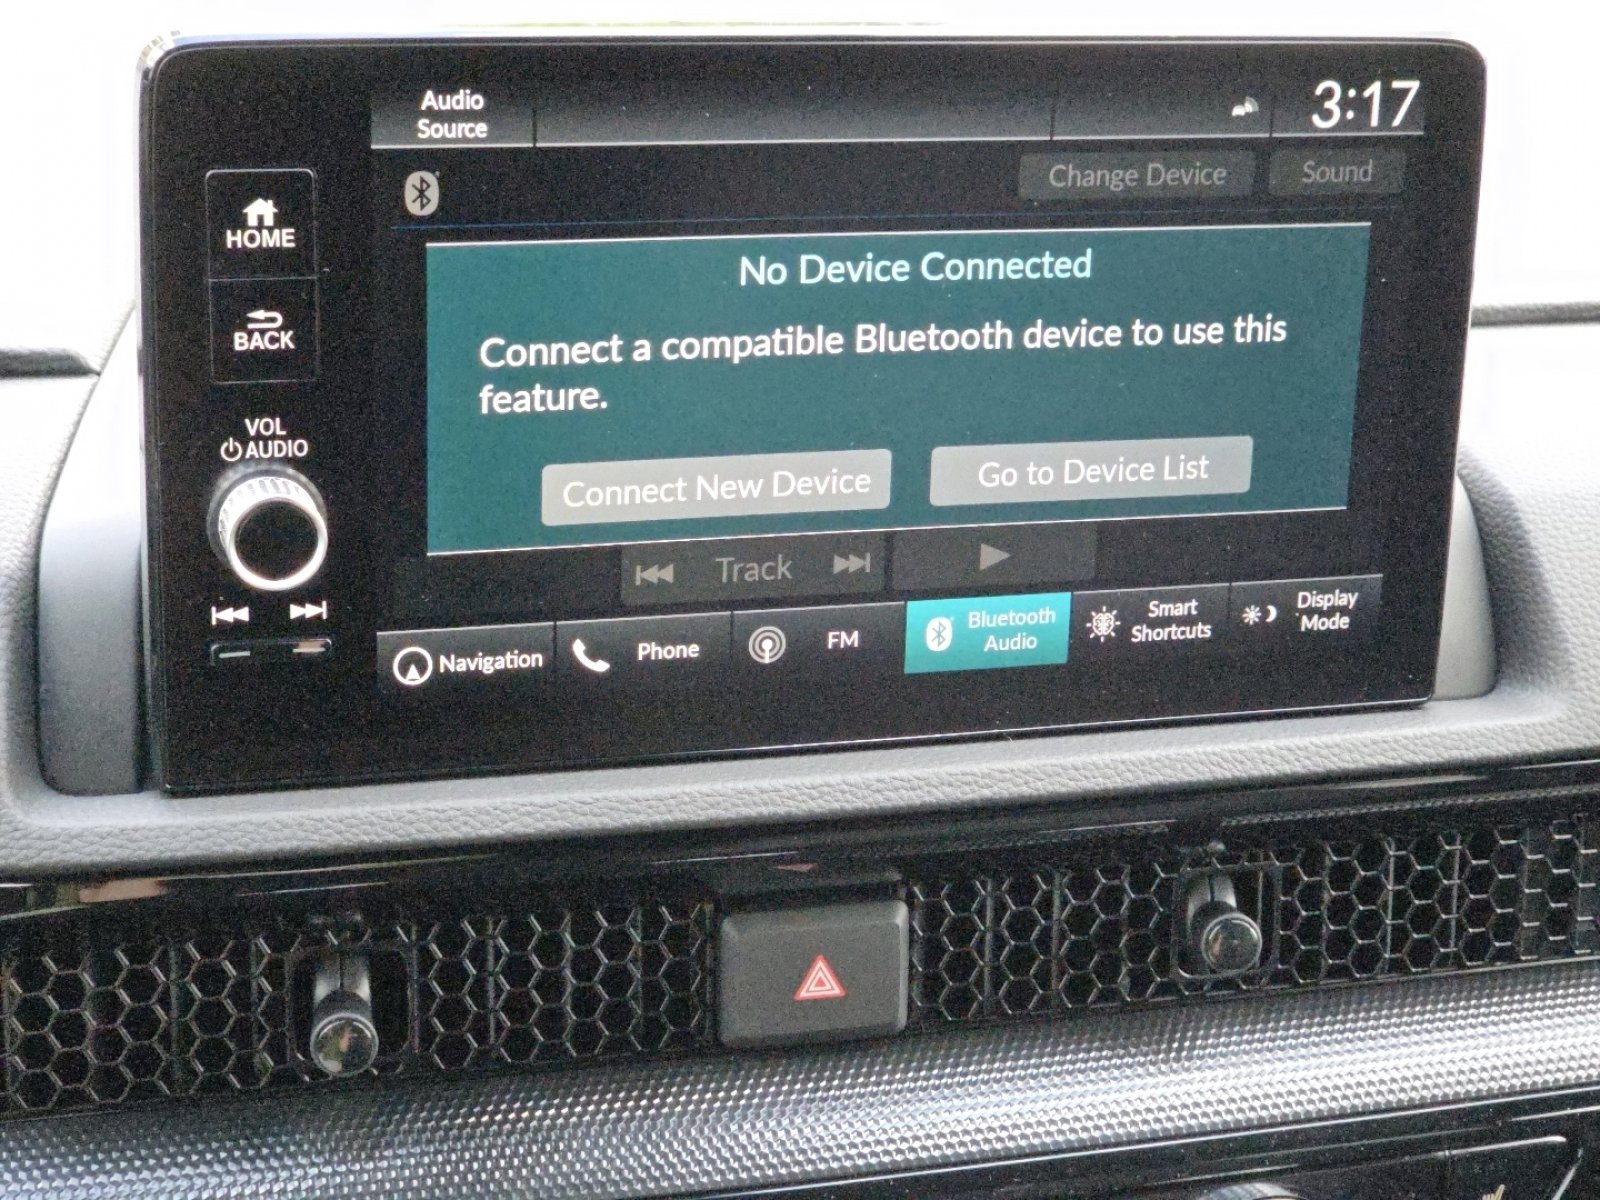 Audio
Source
3:17
Change Device
Sound
HOME
BACK
VOL
AUDIO
No Device Connected
Connect a compatible Bluetooth device to use this
feature.
Connect New Device
Go to Device List
Track
Navigation
Phone
FM
Bluetooth
Audio
Smart
Shortcuts
Display
Mode